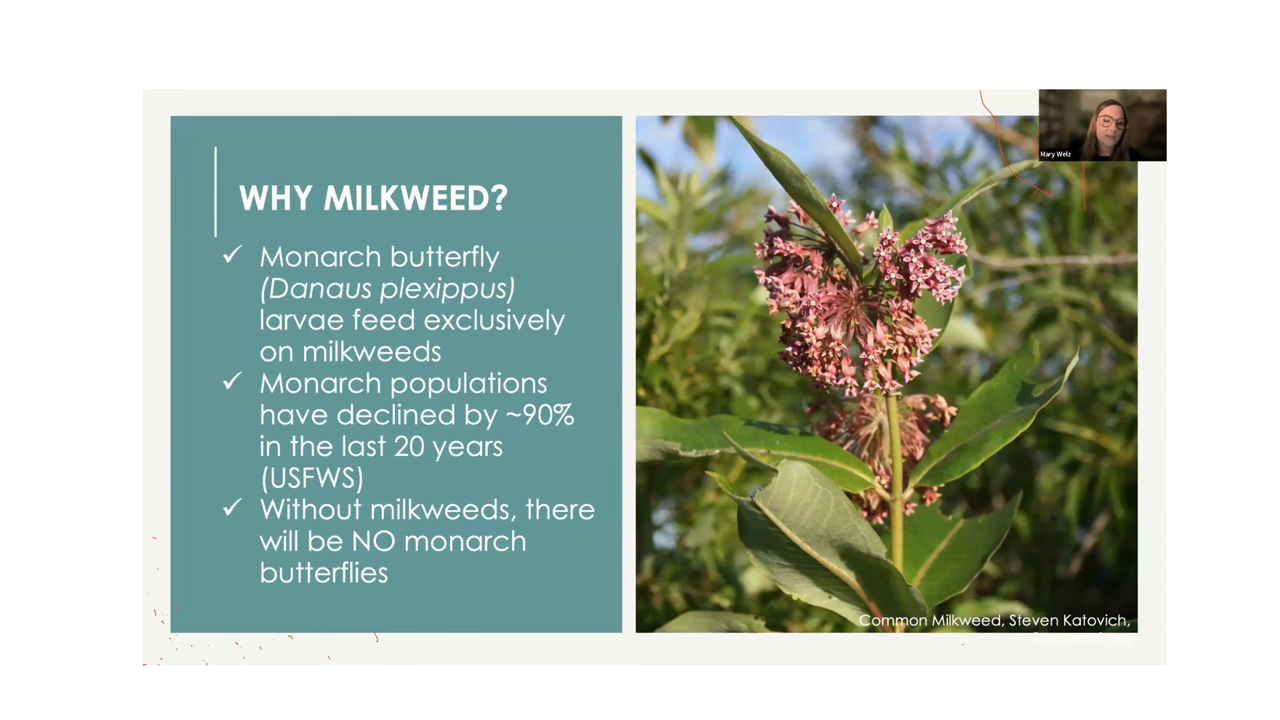 WHY MILKWEED?
✓ Monarch butterfly
(Danaus plexippus)
larvae feed exclusively
on milkweeds
✓ Monarch populations
have declined by ~90%
in the last 20 years
(USFWS)
✓ Without milkweeds, there
will be NO monarch
butterflies
Mary Welz
Common Milkweed, Steven Katovich,